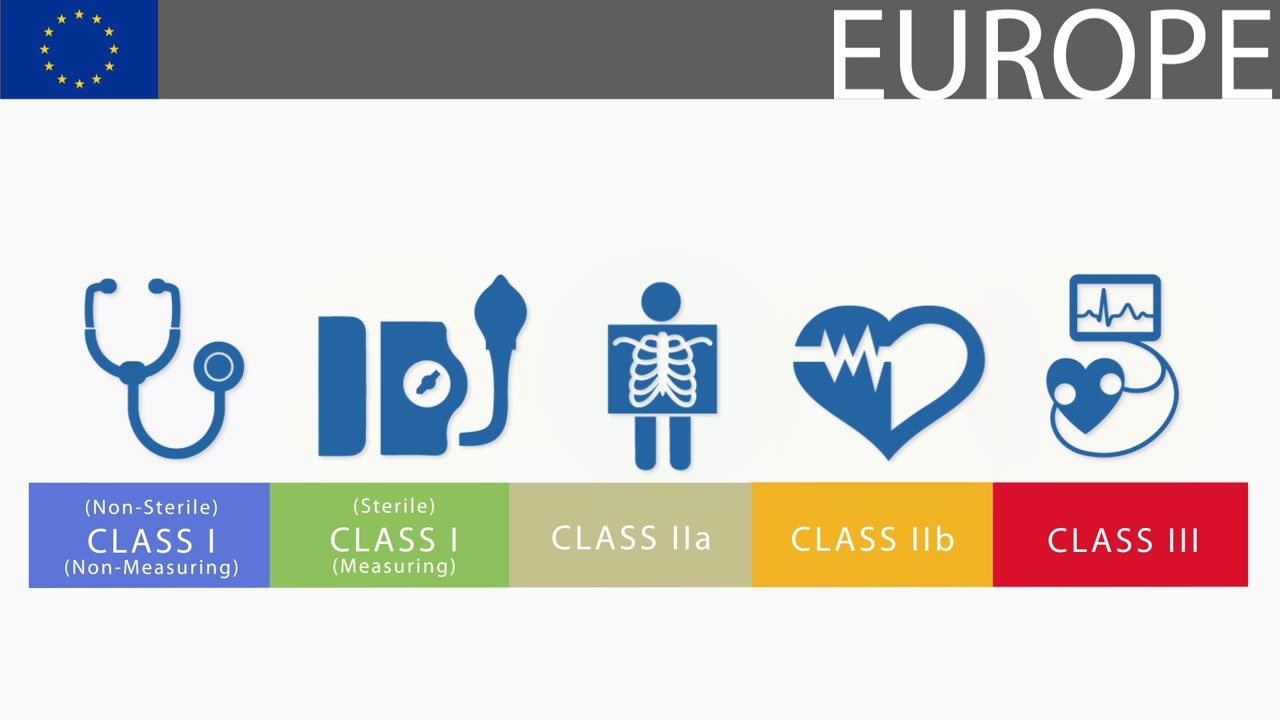 EUROPE
(Non-Sterile)
CLASS I
(Non-Measuring)
(Sterile)
CLASS I
(Measuring)
CLASS IIa
CLASS IIb
CLASS III